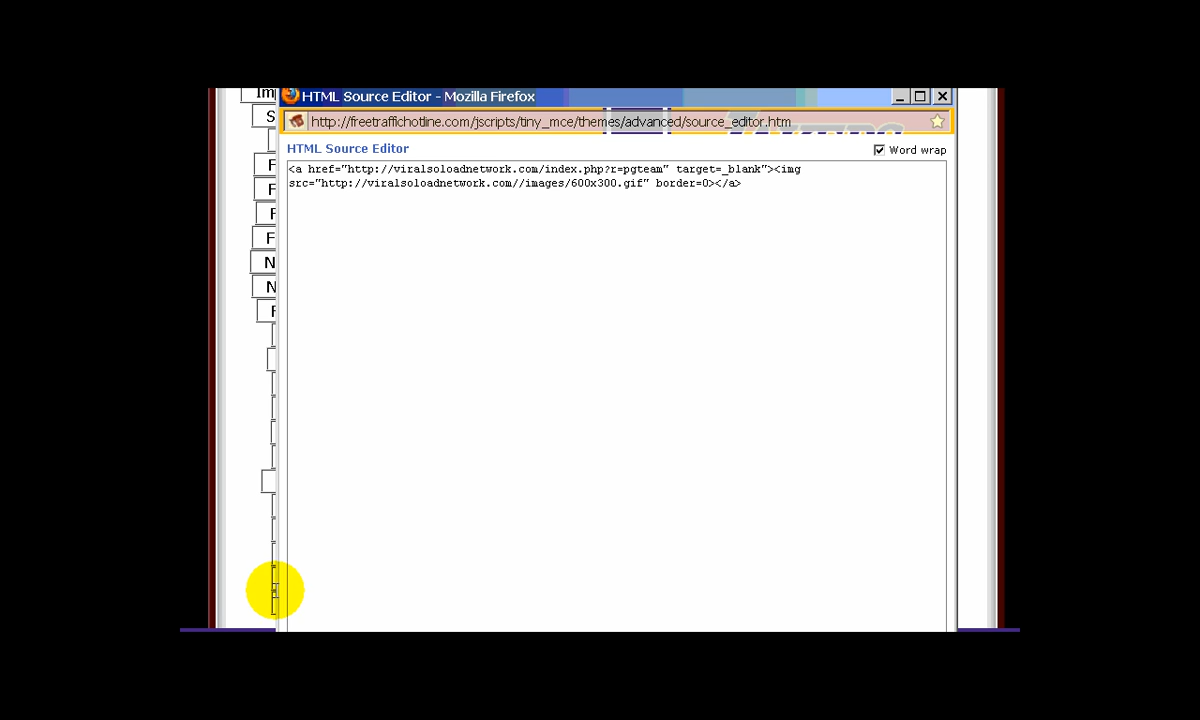 Im
HTML Source Editor - Mozilla Firefox
S
http://freetraffichotline.com/jscripts/tiny_mce/themes/advanced/source_editor.htm
HTML Source Editor
Word wrap
F
<a href="http://viralsoloadnetwork.com/index.php?r=pgteam" target=_blank"><img
src="http://viralsoloadnetwork.com//images/600x300.gif" border=0></a>
F
F
F
N
N
F